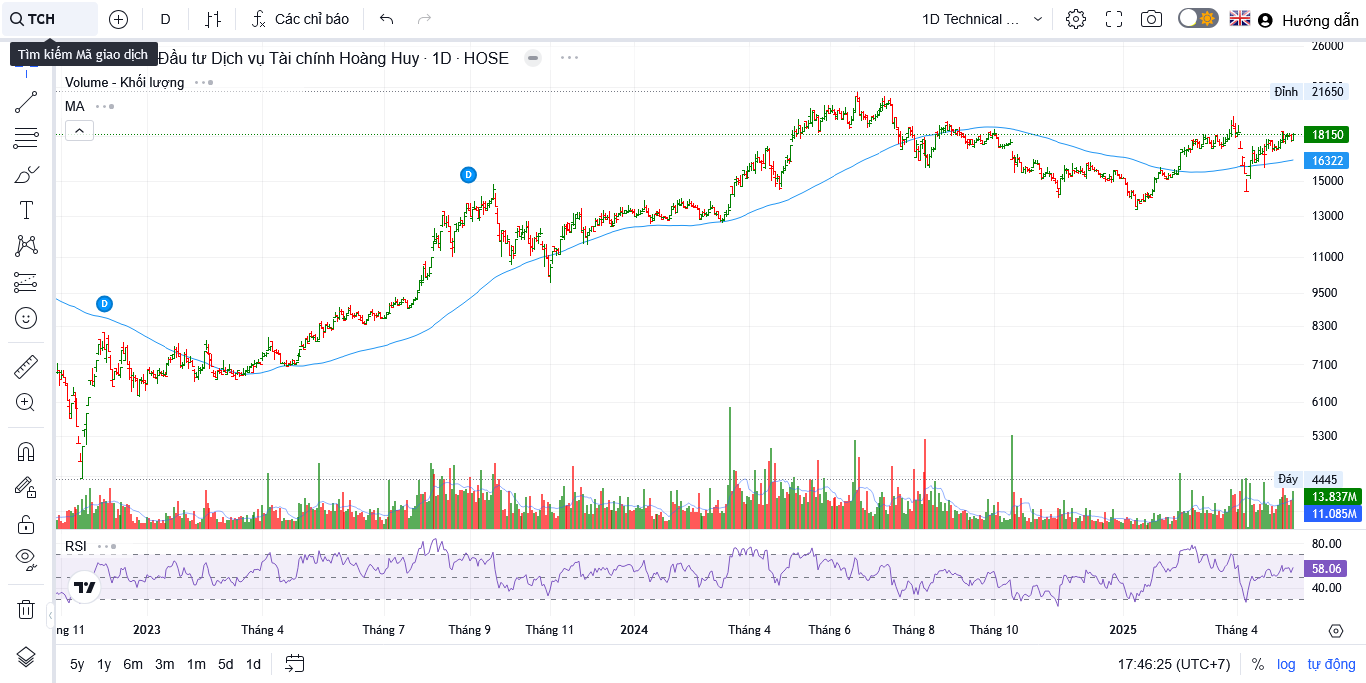 TCH D Các chỉ báo 1D Technical ... Hướng dẫn
Tìm kiếm Mã giao dịch
Đầu tư Dịch vụ Tài chính Hoàng Huy · 1D · HOSE
Volume - Khối lượng
MA
26000
Đỉnh 21650
18150
16322
15000
13000
11000
9500
8300
7100
6100
5300
Đáy 4445
13.837M
11.085M
D
D
RSI
80.00
58.06
40.00
ng 11 2023 Tháng 4 Tháng 7 Tháng 9 Tháng 11 2024 Tháng 4 Tháng 6 Tháng 8 Tháng 10 2025 Tháng 4
5y 1y 6m 3m 1m 5d 1d 17:46:25 (UTC+7) % log tự động